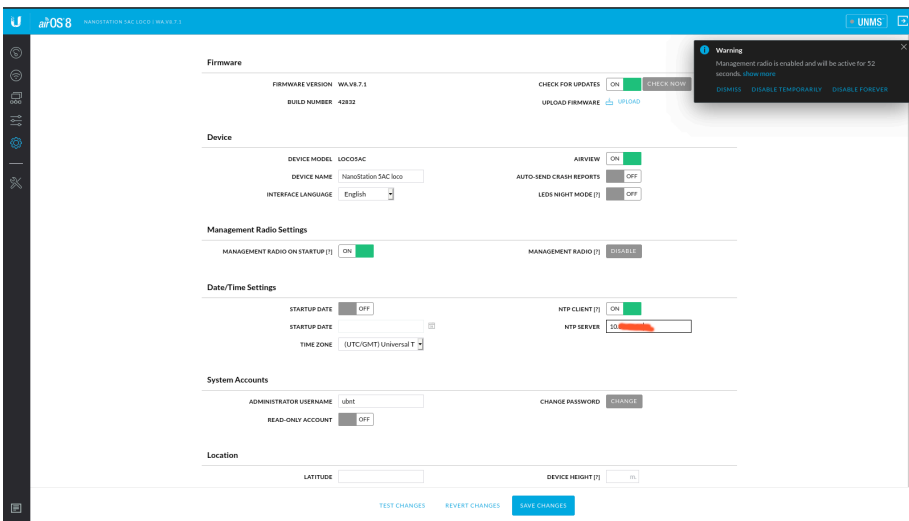 airOS 8 NANOSTATION 5AC LOCO | WA.V8.7.1
UNMS
Warning
Management radio is enabled and will be active for 52
seconds. show more
DISMISS DISABLE TEMPORARILY DISABLE FOREVER
Firmware
FIRMWARE VERSION WA.V8.7.1 CHECK FOR UPDATES ON CHECK NOW
BUILD NUMBER 42832 UPLOAD FIRMWARE UPLOAD
Device
DEVICE MODEL LOCO5AC AIRVIEW ON
DEVICE NAME NanoStation 5AC loco AUTO-SEND CRASH REPORTS OFF
INTERFACE LANGUAGE English LEDS NIGHT MODE [?] OFF
Management Radio Settings
MANAGEMENT RADIO ON STARTUP [?] ON MANAGEMENT RADIO [?] DISABLE
Date/Time Settings
STARTUP DATE OFF NTP CLIENT [?] ON
STARTUP DATE NTP SERVER 10.
TIME ZONE (UTC/GMT) Universal T
System Accounts
ADMINISTRATOR USERNAME ubnt CHANGE PASSWORD CHANGE
READ-ONLY ACCOUNT OFF
Location
LATITUDE DEVICE HEIGHT [?] m.
TEST CHANGES REVERT CHANGES SAVE CHANGES